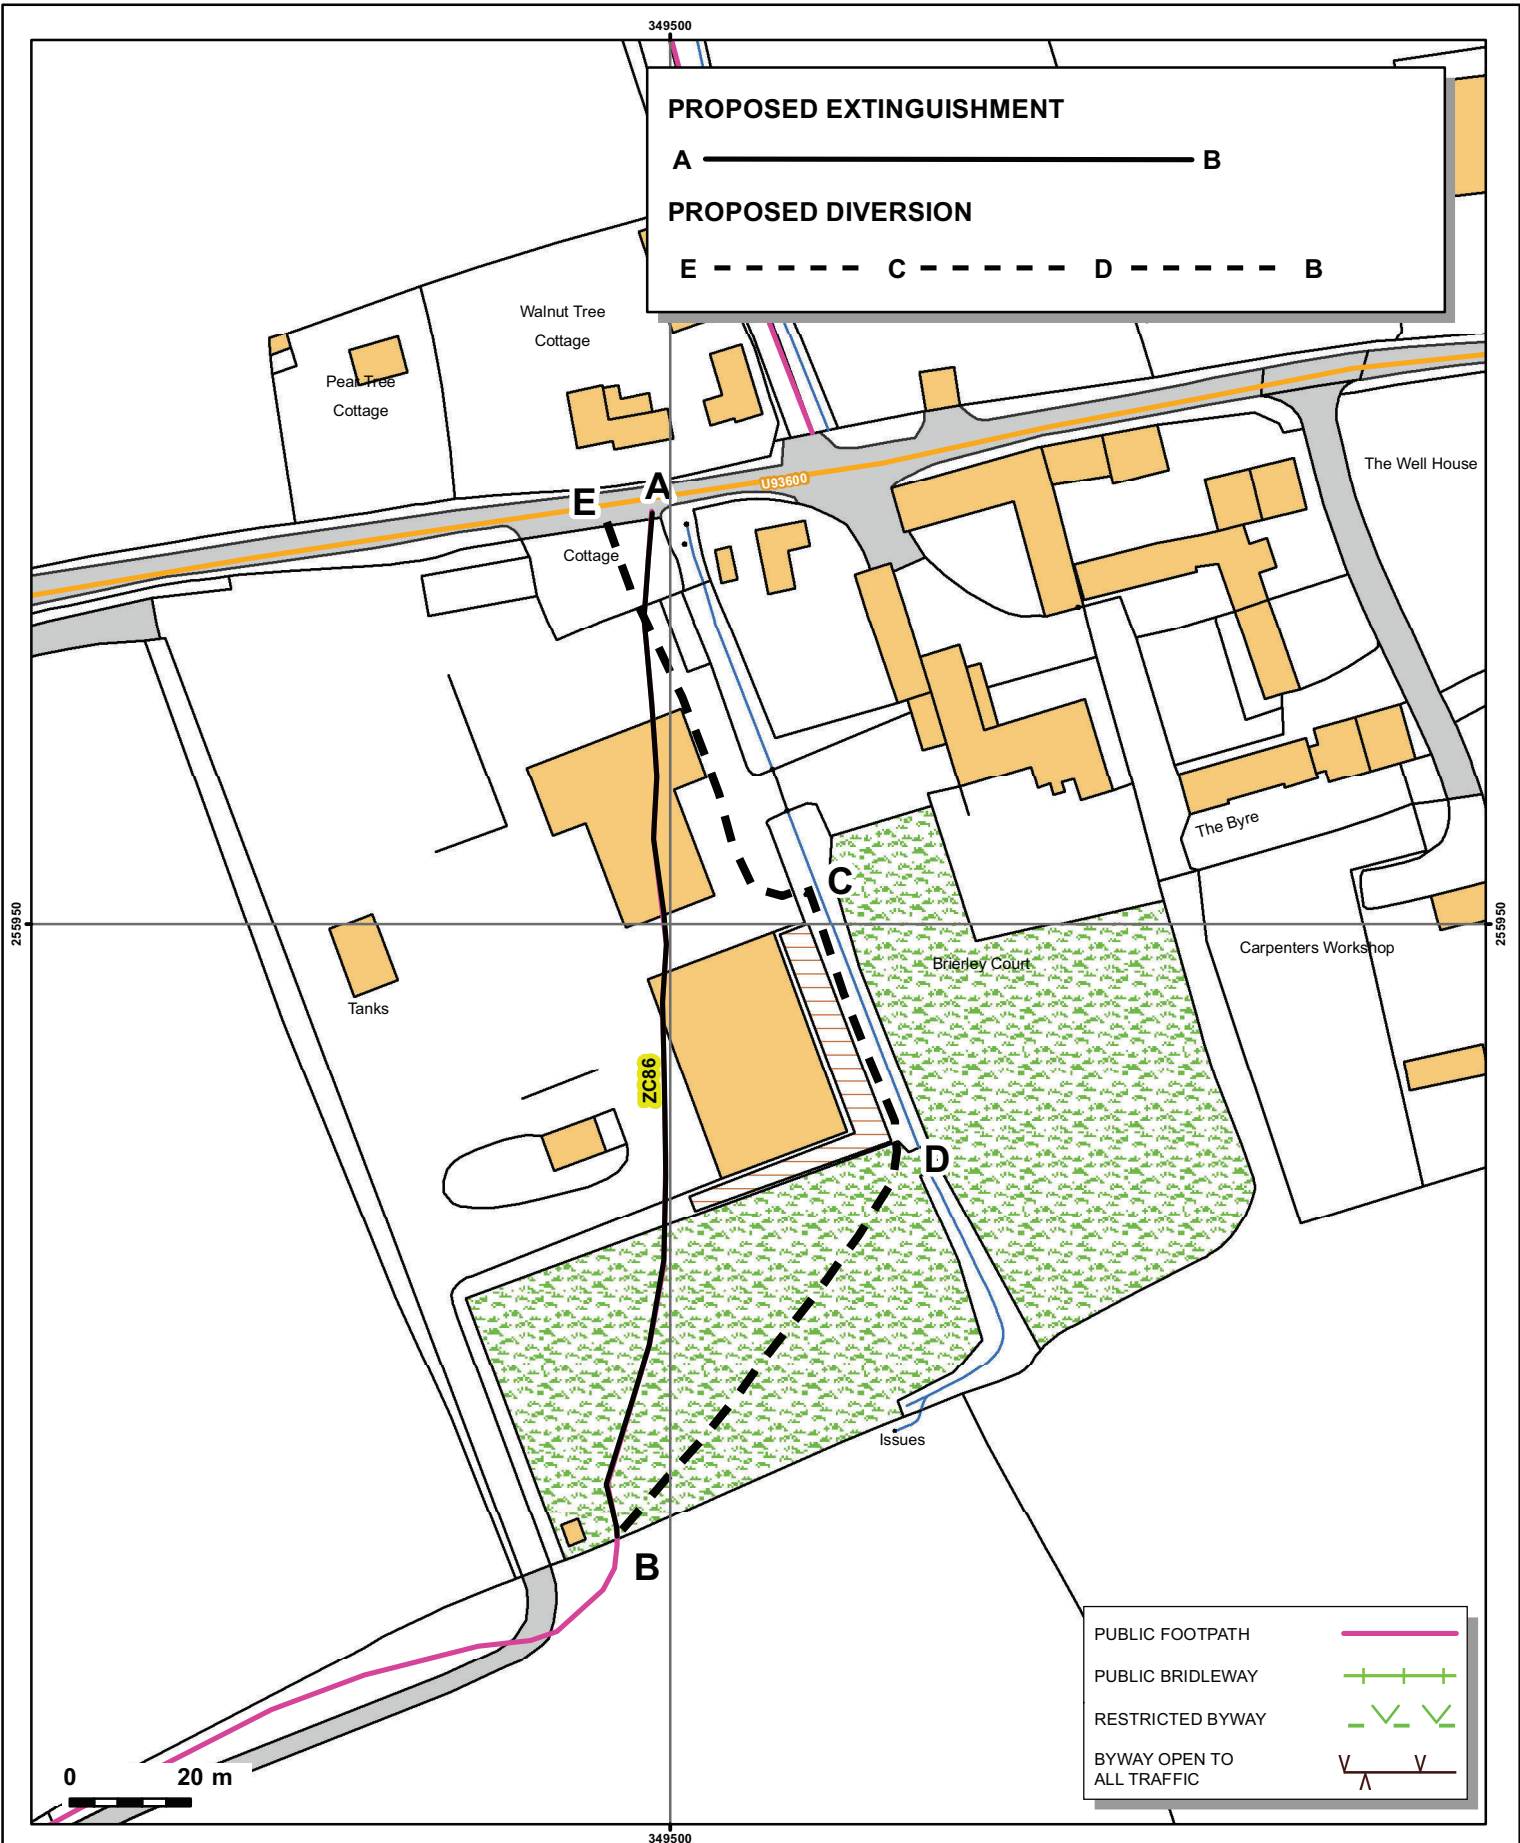 349500
PROPOSED EXTINGUISHMENT
A B
PROPOSED DIVERSION
E C D B
Walnut Tree
Cottage
Pear Tree
Cottage
The Well House
U93600
E A
Cottage
The Byre
C
255950
255950
Carpenters Workshop
Brierley Court
Tanks
ZC86
D
Issues
B
PUBLIC FOOTPATH
PUBLIC BRIDLEWAY
RESTRICTED BYWAY
BYWAY OPEN TO
ALL TRAFFIC
0 20 m
349500